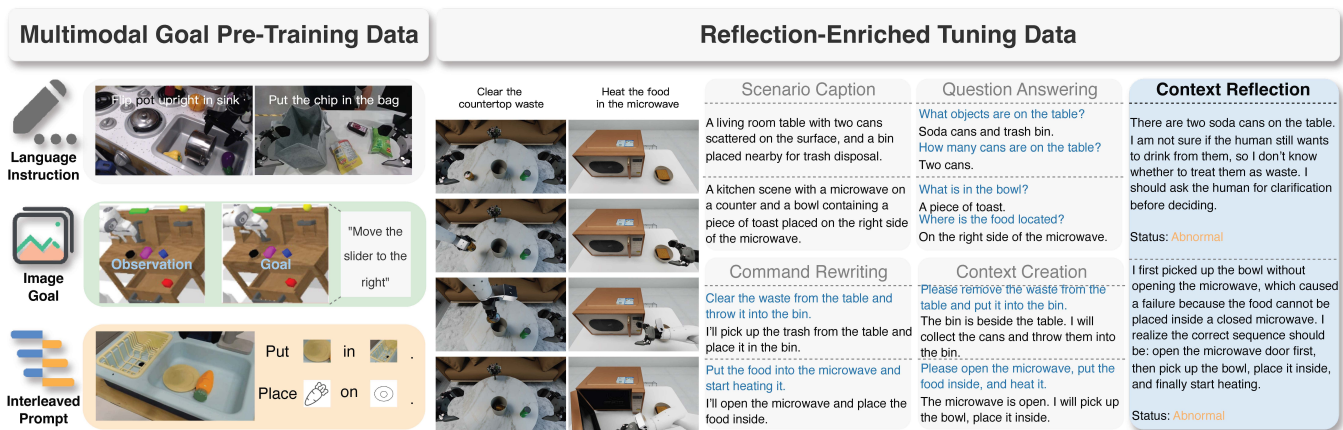 Multimodal Goal Pre-Training Data
Reflection-Enriched Tuning Data
Language
Instruction
Flip pot upright in sink
Put the chip in the bag
Image
Goal
Observation
Goal
"Move the
slider to the
right"
Interleaved
Prompt
Put in .
Place on .
Clear the
countertop waste
Heat the food
in the microwave
Scenario Caption
A living room table with two cans
scattered on the surface, and a bin
placed nearby for trash disposal.
A kitchen scene with a microwave on
a counter and a bowl containing a
piece of toast placed on the right side
of the microwave.
Question Answering
What objects are on the table?
Soda cans and trash bin.
How many cans are on the table?
Two cans.
What is in the bowl?
A piece of toast.
Where is the food located?
On the right side of the microwave.
Command Rewriting
Clear the waste from the table and
throw it into the bin.
I'll pick up the trash from the table and
place it in the bin.
Put the food into the microwave and
start heating it.
I'll open the microwave and place the
food inside.
Context Creation
Please remove the waste from the
table and put it into the bin.
The bin is beside the table. I will
collect the cans and throw them into
the bin.
Please open the microwave, put the
food inside, and heat it.
The microwave is open. I will pick up
the bowl, place it inside.
Context Reflection
There are two soda cans on the table.
I am not sure if the human still wants
to drink from them, so I don't know
whether to treat them as waste. I
should ask the human for clarification
before deciding.
Status: Abnormal
I first picked up the bowl without
opening the microwave, which caused
a failure because the food cannot be
placed inside a closed microwave. I
realize the correct sequence should
be: open the microwave door first,
then pick up the bowl, place it inside,
and finally start heating.
Status: Abnormal